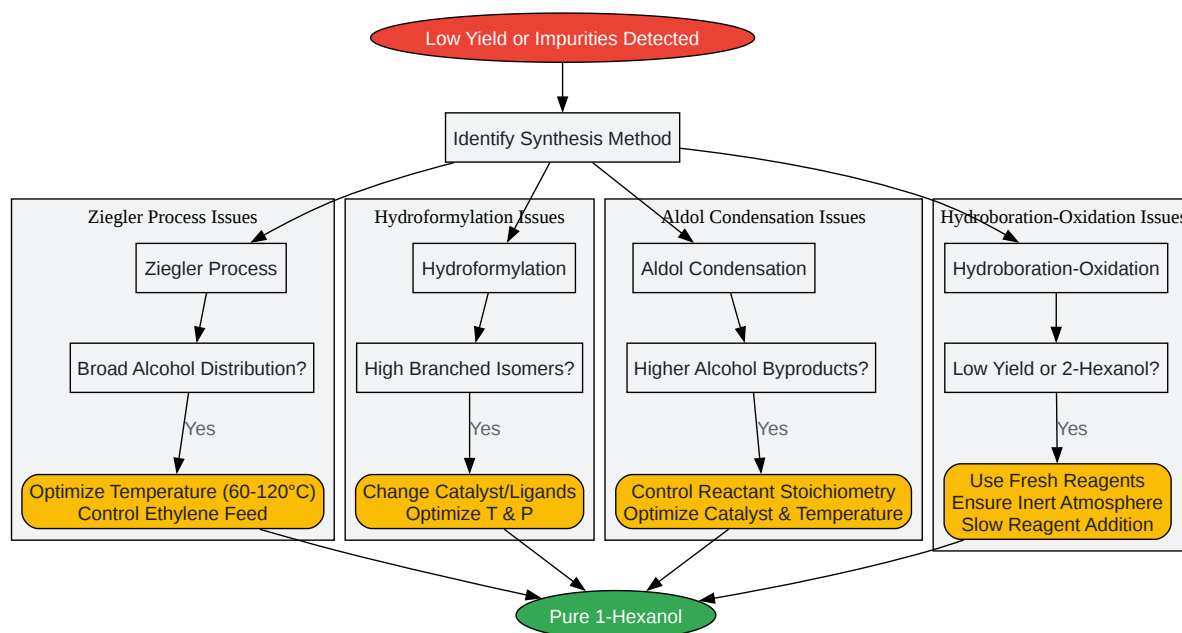 Low Yield or Impurities Detected
Identify Synthesis Method
Ziegler Process Issues
Hydroformylation Issues
Aldol Condensation Issues
Hydroboration-Oxidation Issues
Ziegler Process
Hydroformylation
Aldol Condensation
Hydroboration-Oxidation
Broad Alcohol Distribution?
High Branched Isomers?
Higher Alcohol Byproducts?
Low Yield or 2-Hexanol?
Yes
Yes
Yes
Yes
Optimize Temperature (60-120°C)
Control Ethylene Feed
Change Catalyst/Ligands
Optimize T & P
Control Reactant Stoichiometry
Optimize Catalyst & Temperature
Use Fresh Reagents
Ensure Inert Atmosphere
Slow Reagent Addition
Pure 1-Hexanol